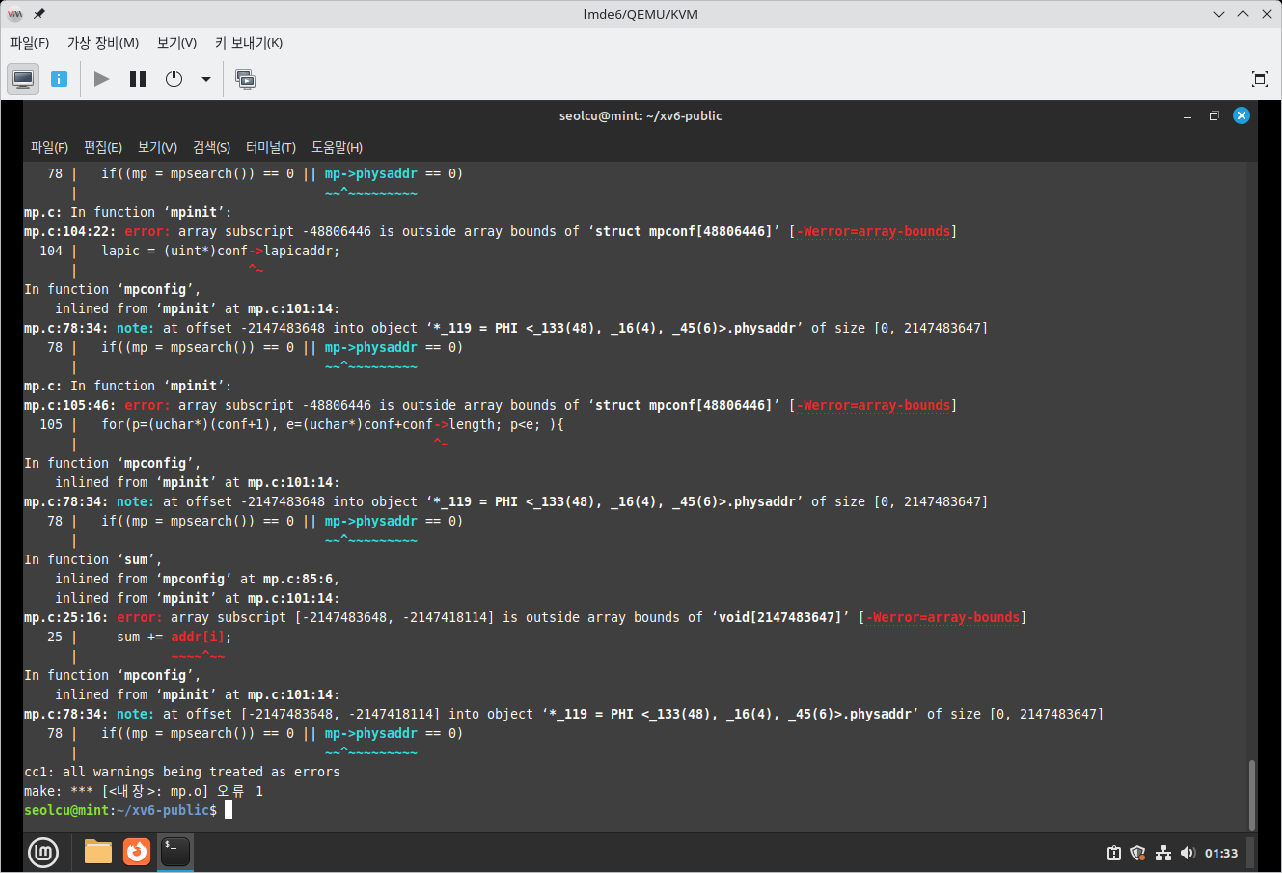 lmde6/QEMU/KVM
파일(F) 가상 장비(M) 보기(V) 키 보내기(K)
seolcu@mint: ~/xv6-public
파일(F) 편집(E) 보기(V) 검색(S) 터미널(T) 도움말(H)
78 | if((mp = mpsearch()) == 0 || mp->physaddr == 0)
| ~~^~~~~~~~~~
mp.c: In function ‘mpinit’:
mp.c:104:22: error: array subscript -48806446 is outside array bounds of ‘struct mpconf[48806446]’ [-Werror=array-bounds]
104 | lapic = (uint*)conf->lapicaddr;
| ^~
In function ‘mpconfig’,
inlined from ‘mpinit’ at mp.c:101:14:
mp.c:78:34: note: at offset -2147483648 into object ‘*_119 = PHI <_133(48), _16(4), _45(6)>.physaddr’ of size [0, 2147483647]
78 | if((mp = mpsearch()) == 0 || mp->physaddr == 0)
| ~~^~~~~~~~~~
mp.c: In function ‘mpinit’:
mp.c:105:46: error: array subscript -48806446 is outside array bounds of ‘struct mpconf[48806446]’ [-Werror=array-bounds]
105 | for(p=(uchar*)(conf+1), e=(uchar*)conf+conf->length; p<e; ){
| ^~
In function ‘mpconfig’,
inlined from ‘mpinit’ at mp.c:101:14:
mp.c:78:34: note: at offset -2147483648 into object ‘*_119 = PHI <_133(48), _16(4), _45(6)>.physaddr’ of size [0, 2147483647]
78 | if((mp = mpsearch()) == 0 || mp->physaddr == 0)
| ~~^~~~~~~~~~
In function ‘sum’,
inlined from ‘mpconfig’ at mp.c:85:6,
inlined from ‘mpinit’ at mp.c:101:14:
mp.c:25:16: error: array subscript [-2147483648, -2147418114] is outside array bounds of ‘void[2147483647]’ [-Werror=array-bounds]
25 | sum += addr[i];
| ~~~~^~~
In function ‘mpconfig’,
inlined from ‘mpinit’ at mp.c:101:14:
mp.c:78:34: note: at offset [-2147483648, -2147418114] into object ‘*_119 = PHI <_133(48), _16(4), _45(6)>.physaddr’ of size [0, 2147483647]
78 | if((mp = mpsearch()) == 0 || mp->physaddr == 0)
| ~~^~~~~~~~~~
cc1: all warnings being treated as errors
make: *** [<내장>: mp.o] 오류 1
seolcu@mint:~/xv6-public$
01:33